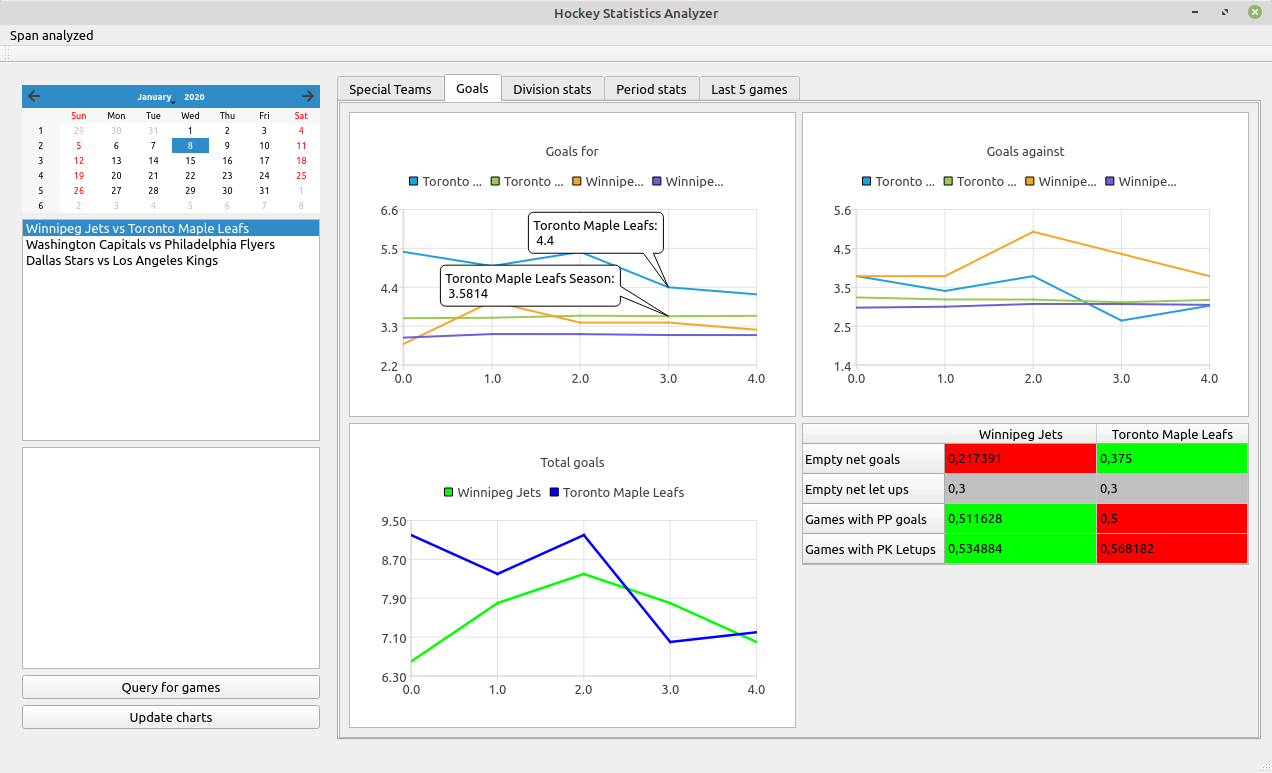 Hockey Statistics Analyzer
Span analyzed
January 2020
Sun Mon Tue Wed Thu Fri Sat
1 29 30 31 1 2 3 4
2 5 6 7 8 9 10 11
3 12 13 14 15 16 17 18
4 19 20 21 22 23 24 25
5 26 27 28 29 30 31 1
6 2 3 4 5 6 7 8
Winnipeg Jets vs Toronto Maple Leafs
Washington Capitals vs Philadelphia Flyers
Dallas Stars vs Los Angeles Kings
Query for games
Update charts
Special Teams Goals Division stats Period stats Last 5 games
Goals for
Toronto ... Toronto ... Winnipe... Winnipe...
6.6
5.5
4.4
3.3
2.2
0.0 1.0 2.0 3.0 4.0
Toronto Maple Leafs:
4.4
Toronto Maple Leafs Season:
3.5814
Goals against
Toronto ... Toronto ... Winnipe... Winnipe...
5.6
4.5
3.5
2.5
1.4
0.0 1.0 2.0 3.0 4.0
Total goals
Winnipeg Jets Toronto Maple Leafs
9.50
8.70
7.90
7.10
6.30
0.0 1.0 2.0 3.0 4.0
Winnipeg Jets Toronto Maple Leafs
Empty net goals 0,217391 0,375
Empty net let ups 0,3 0,3
Games with PP goals 0,511628 0,5
Games with PK Letups 0,534884 0,568182